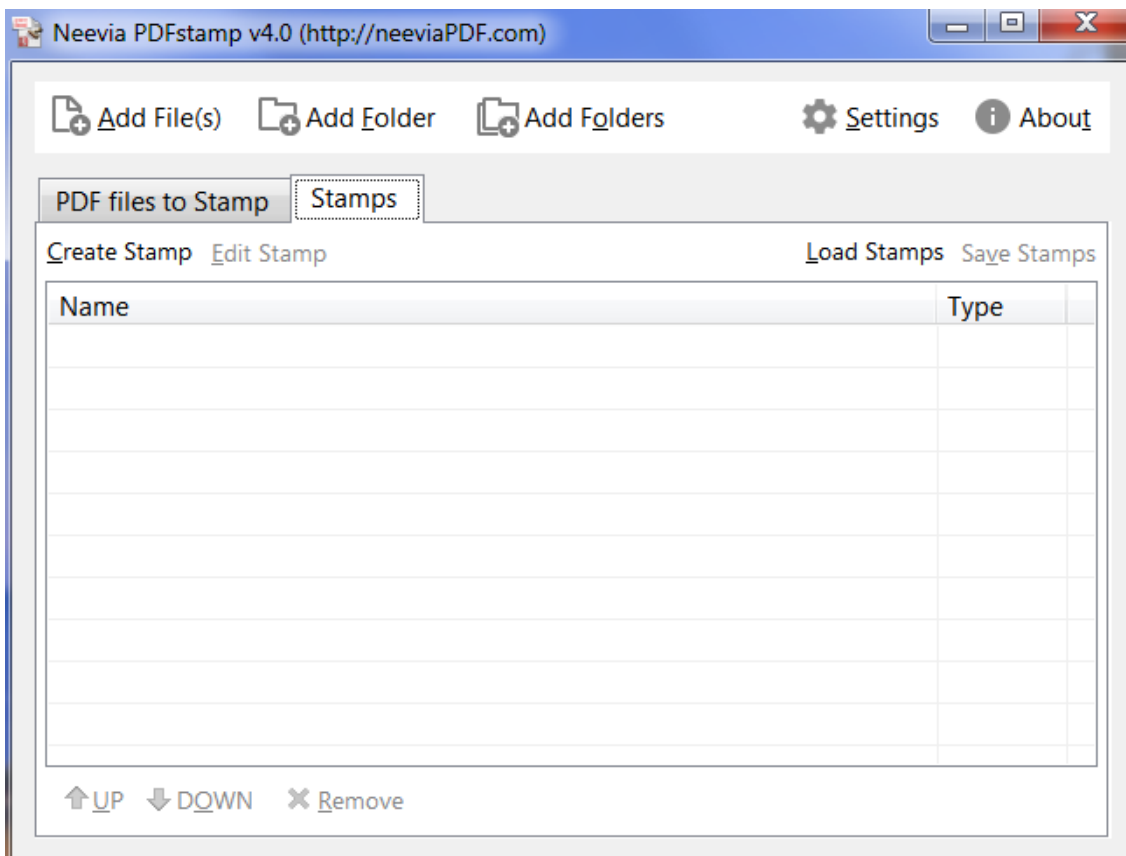 Neevia PDFstamp v4.0 (http://neeviaPDF.com)
Add File(s) Add Folder Add Folders Settings About
PDF files to Stamp Stamps
Create Stamp Edit Stamp Load Stamps Save Stamps
Name Type
UP DOWN Remove